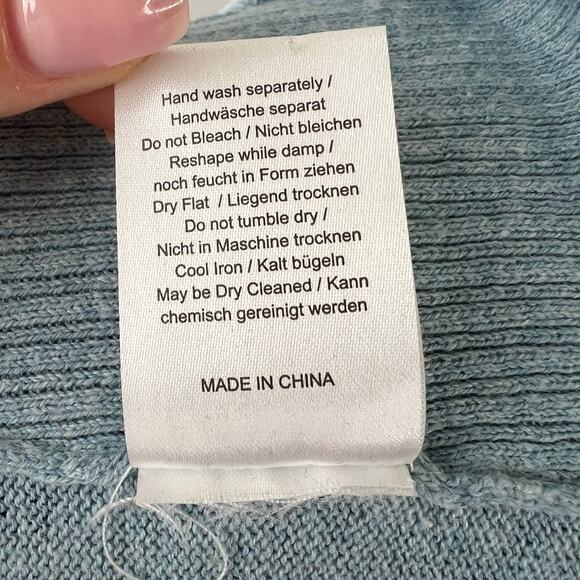 Hand wash separately /
Handwäsche separat
Do not Bleach / Nicht bleichen
Reshape while damp /
noch feucht in Form ziehen
Dry Flat / Liegend trocknen
Do not tumble dry /
Nicht in Maschine trocknen
Cool Iron / Kalt bügeln
May be Dry Cleaned / Kann
chemisch gereinigt werden
MADE IN CHINA